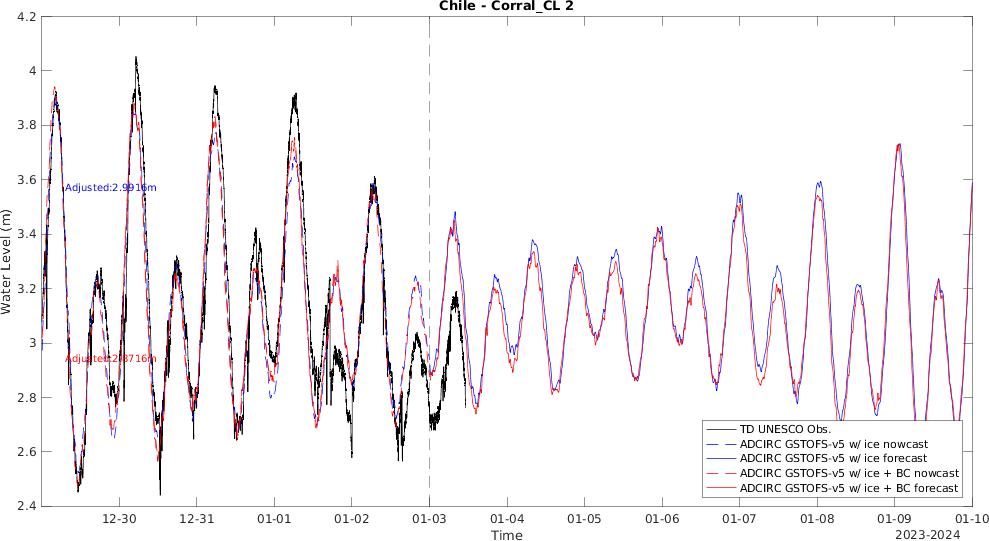 Chile - Corral_CL 2
4.2
4
3.8
3.6
3.4
3.2
3
2.8
2.6
2.4
Water Level (m)
Adjusted:2.9916m
Adjusted:2.8716m
12-30
12-31
01-01
01-02
01-03
01-04
01-05
01-06
01-07
01-08
01-09
01-10
Time
2023-2024
TD UNESCO Obs.
ADCIRC GSTOFS-v5 w/ ice nowcast
ADCIRC GSTOFS-v5 w/ ice forecast
ADCIRC GSTOFS-v5 w/ ice + BC nowcast
ADCIRC GSTOFS-v5 w/ ice + BC forecast